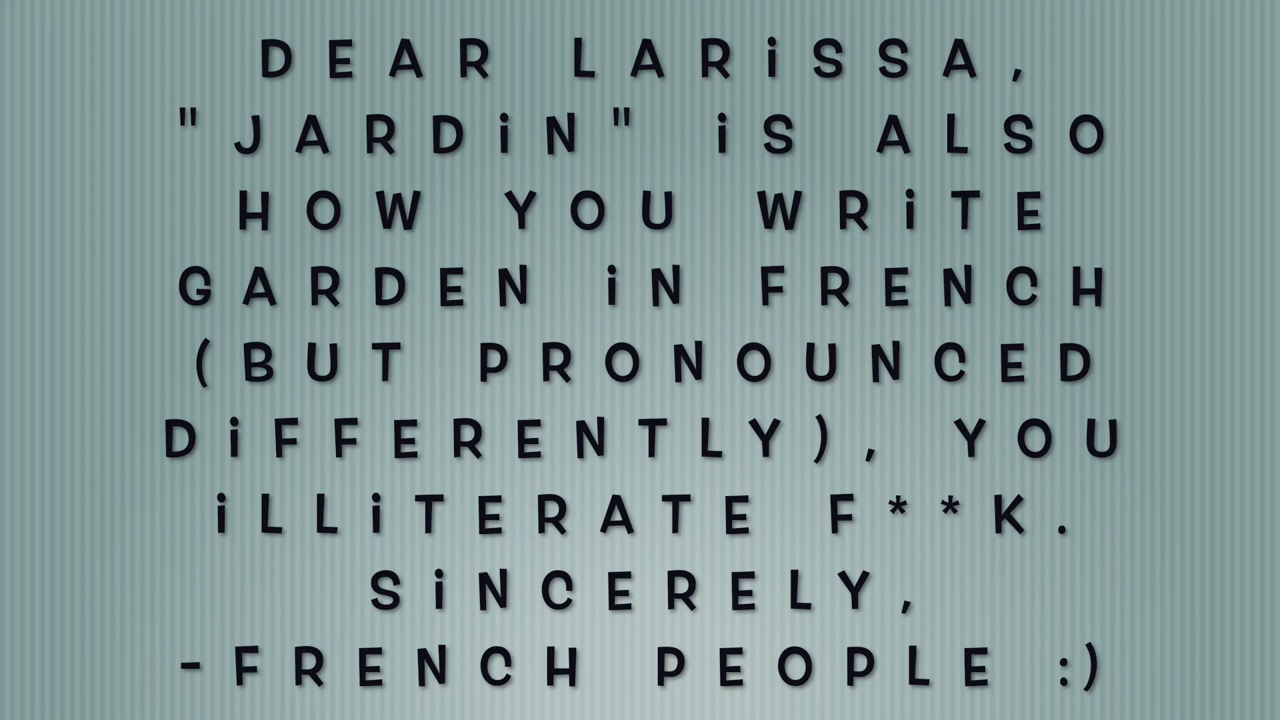 DEAR LARiSSA,
"JARDiN" iS ALSO
HOW YOU WRiTE
GARDEN iN FRENCH
(BUT PRONOUNCED
DiFFERENTLY), YOU
iLLiTERATE F**K.
SiNCERELY,
-FRENCH PEOPLE :)